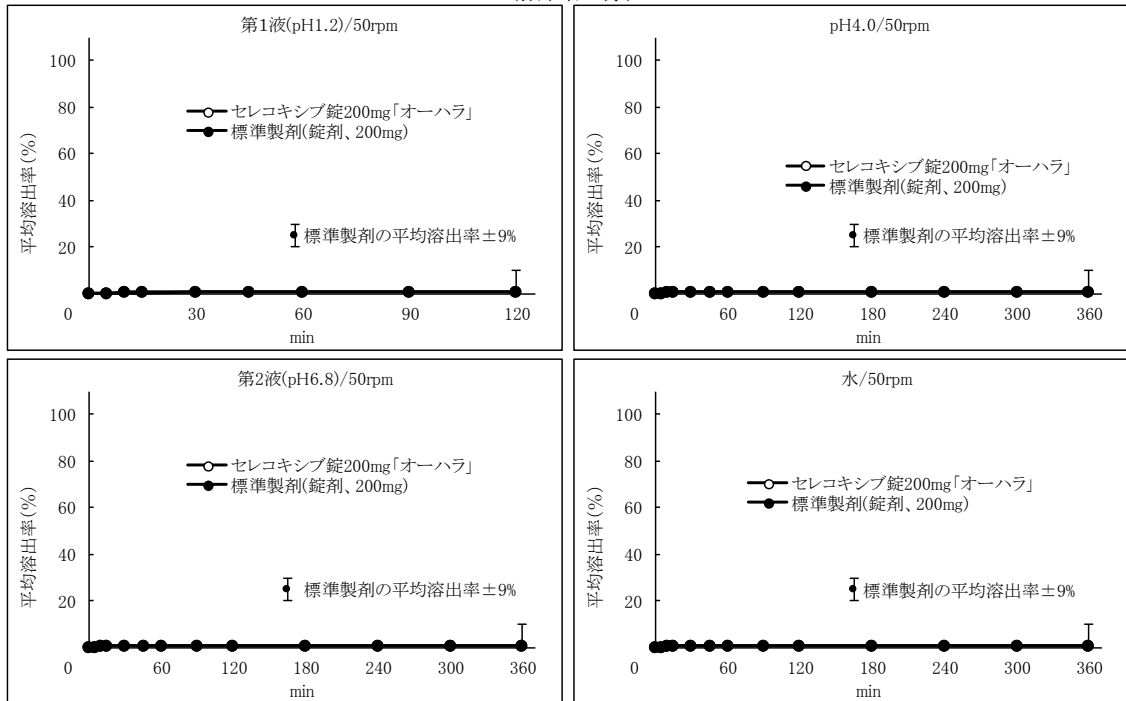 第1液(pH1.2)/50rpm
平均溶出率(%)
100
80
60
40
20
セレコキシブ錠200mg「オーハラ」
標準製剤(錠剤、200mg)
標準製剤の平均溶出率±9%
0 30 60 90 120
min
pH4.0/50rpm
平均溶出率(%)
100
80
60
40
20
セレコキシブ錠200mg「オーハラ」
標準製剤(錠剤、200mg)
標準製剤の平均溶出率±9%
0 60 120 180 240 300 360
min
第2液(pH6.8)/50rpm
平均溶出率(%)
100
80
60
40
20
セレコキシブ錠200mg「オーハラ」
標準製剤(錠剤、200mg)
標準製剤の平均溶出率±9%
0 60 120 180 240 300 360
min
水/50rpm
平均溶出率(%)
100
80
60
40
20
セレコキシブ錠200mg「オーハラ」
標準製剤(錠剤、200mg)
標準製剤の平均溶出率±9%
0 60 120 180 240 300 360
min